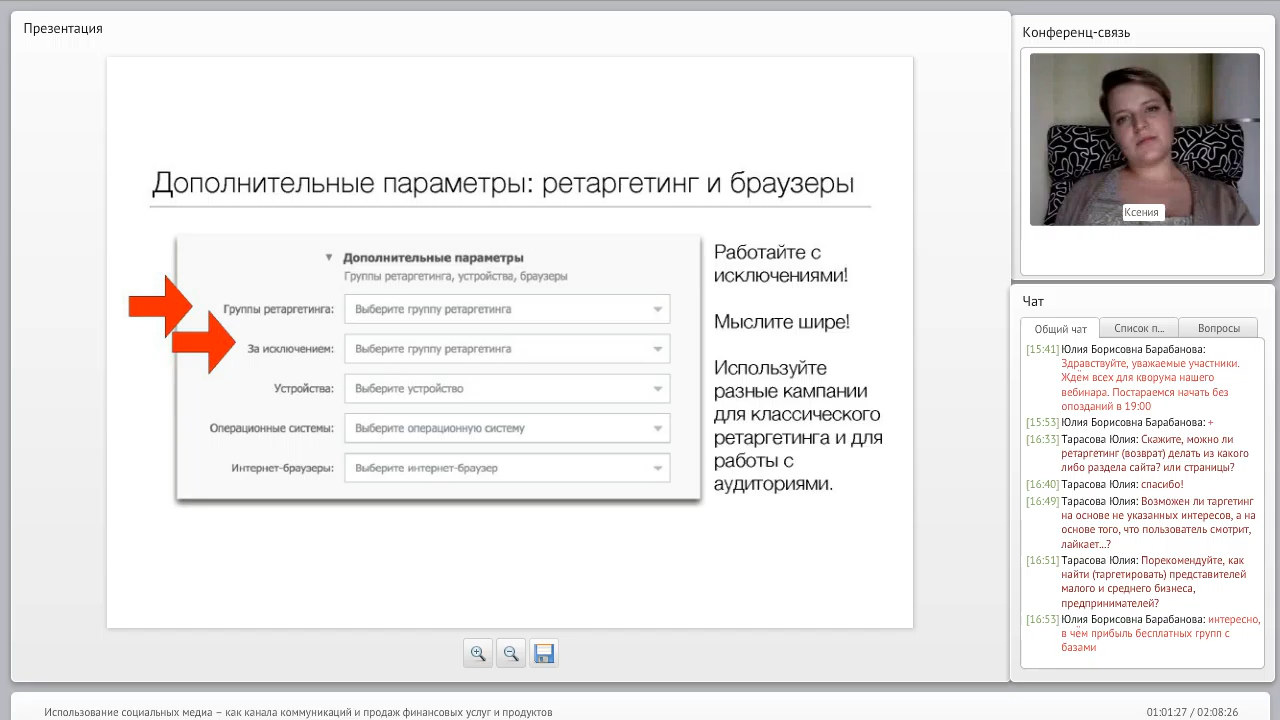 Презентация
Дополнительные параметры: ретаргетинг и браузеры
Дополнительные параметры
Группы ретаргетинга, устройства, браузеры
Группы ретаргетинга: Выберите группу ретаргетинга
За исключением: Выберите группу ретаргетинга
Устройства: Выберите устройство
Операционные системы: Выберите операционную систему
Интернет-браузеры: Выберите интернет-браузер
Работайте с
исключениями!
Мыслите шире!
Используйте
разные кампании
для классического
ретаргетинга и для
работы с
аудиториями.
Конференц-связь
Ксения
Чат
Общий чат
Список п...
Вопросы
[15:41] Юлия Борисовна Барабанова:
Здравствуйте, уважаемые участники.
Ждём всех для кворума нашего
вебинара. Постараемся начать без
опозданий в 19:00
[15:53] Юлия Борисовна Барабанова: +
[16:33] Тарасова Юлия: Скажите, можно ли
ретаргетинг (возврат) делать из какого
либо раздела сайта? или страницы?
[16:40] Тарасова Юлия: спасибо!
[16:49] Тарасова Юлия: Возможен ли таргетинг
на основе не указанных интересов, а на
основе того, что пользователь смотрит,
лайкает...?
[16:51] Тарасова Юлия: Порекомендуйте, как
найти (таргетировать) представителей
малого и среднего бизнеса,
предпринимателей?
[16:53] Юлия Борисовна Барабанова: интересно,
в чём прибыль бесплатных групп с
базами
Использование социальных медиа – как канала коммуникаций и продаж финансовых услуг и продуктов
01:01:27 / 02:08:26